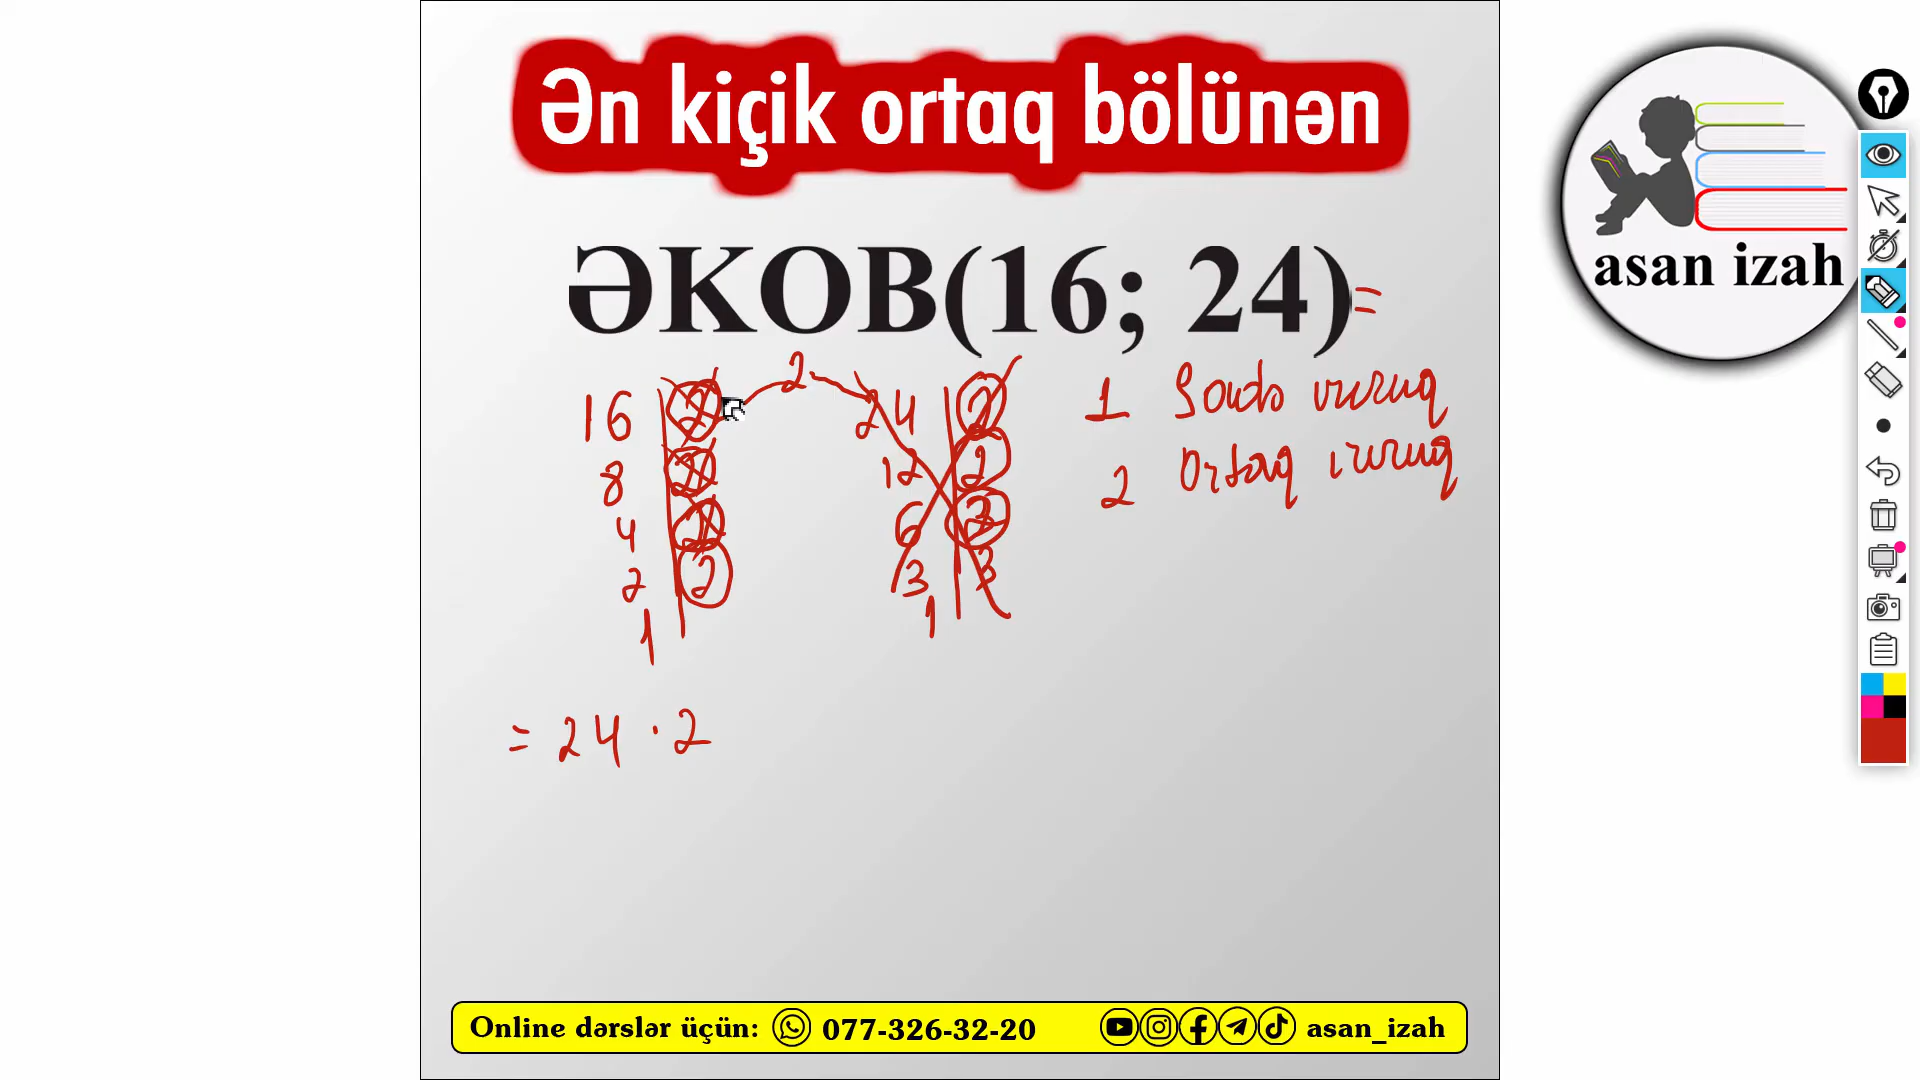 Ən kiçik ortaq bölünən
asan izah
ƏKOB(16; 24)=
2
16 2 24 2
8 2 12 2
4 2 6 2
2 2 3 3
1 1
1 Sadə vuruq
2 Ortaq vuruq
= 24 · 2
Online dərslər üçün: 077-326-32-20 asan_izah